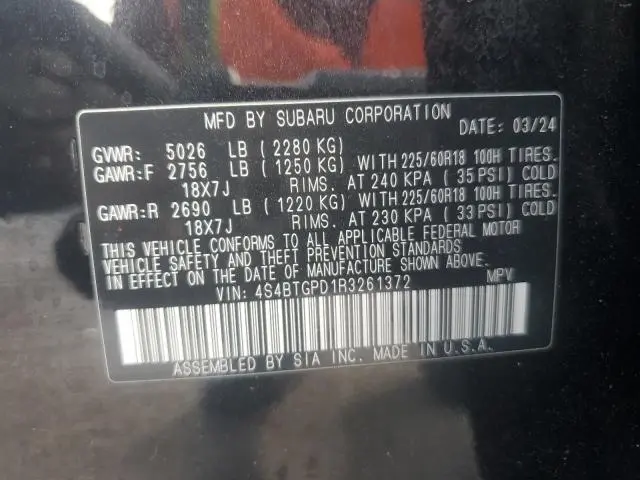 MFD BY SUBARU CORPORATION DATE: 03/24
GVWR: 5026 LB ( 2280 KG)
GAWR:F 2756 LB ( 1250 KG) WITH 225/60R18 100H TIRES.
18X7J RIMS. AT 240 KPA ( 35 PSI) COLD
GAWR:R 2690 LB ( 1220 KG) WITH 225/60R18 100H TIRES.
18X7J RIMS. AT 230 KPA ( 33 PSI) COLD
THIS VEHICLE CONFORMS TO ALL APPLICABLE FEDERAL MOTOR
VEHICLE SAFETY AND THEFT PREVENTION STANDARDS
IN EFFECT ON THE DATE OF MANUFACTURE SHOWN ABOVE.
VIN: 4S4BTGPD1R3261372 MPV
ASSEMBLED BY SIA INC. MADE IN U.S.A.